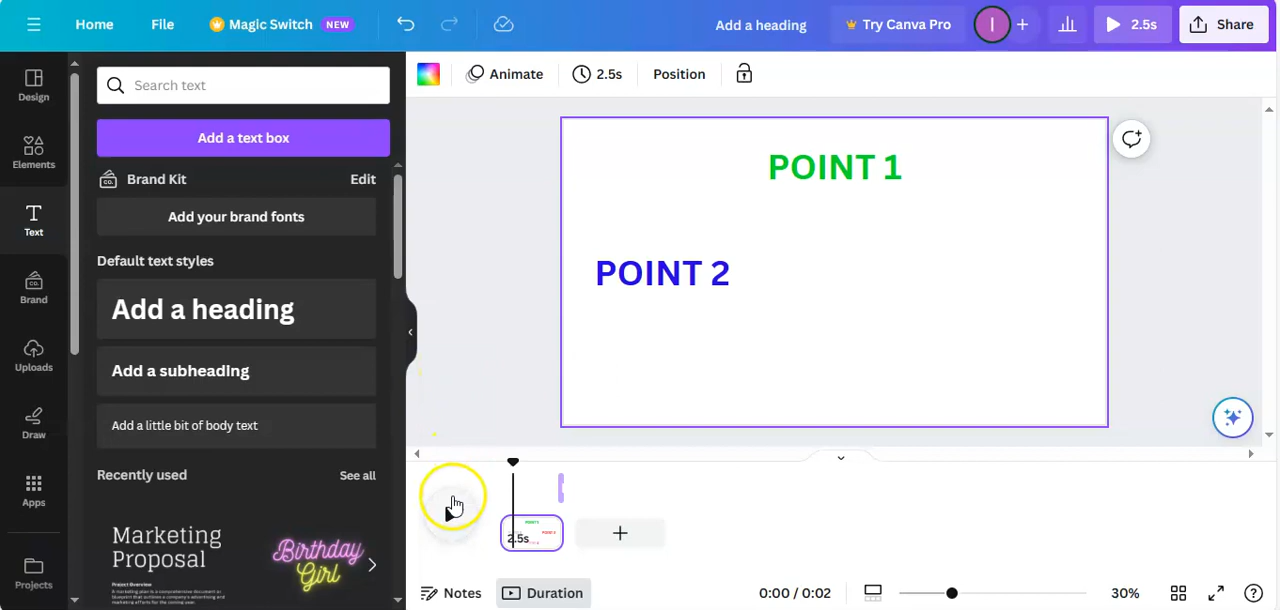 Home File Magic Switch NEW Add a heading Try Canva Pro I 2.5s Share
Design
Elements
Text
Brand
Uploads
Draw
Apps
Projects
Search text
Add a text box
Brand Kit Edit
Add your brand fonts
Default text styles
Add a heading
Add a subheading
Add a little bit of body text
Recently used See all
Marketing
Proposal
Birthday
Girl
Animate 2.5s Position
POINT 1
POINT 2
2.5s
Notes Duration 0:00 / 0:02 30%